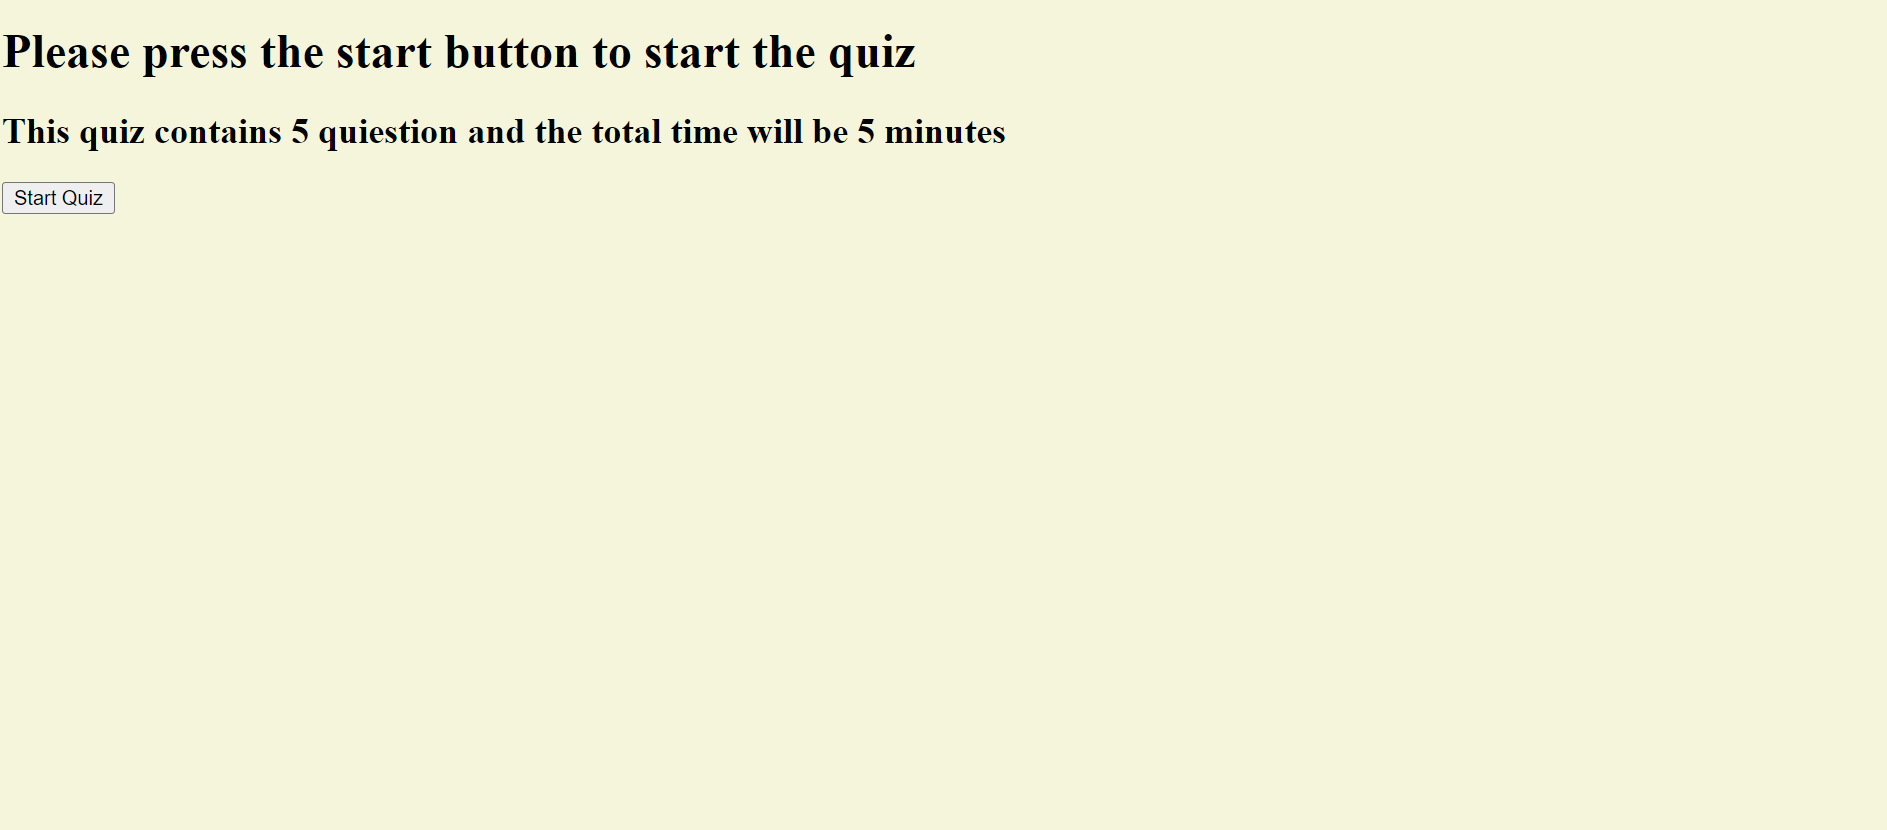 Please press the start button to start the quiz
This quiz contains 5 quiestion and the total time will be 5 minutes
Start Quiz